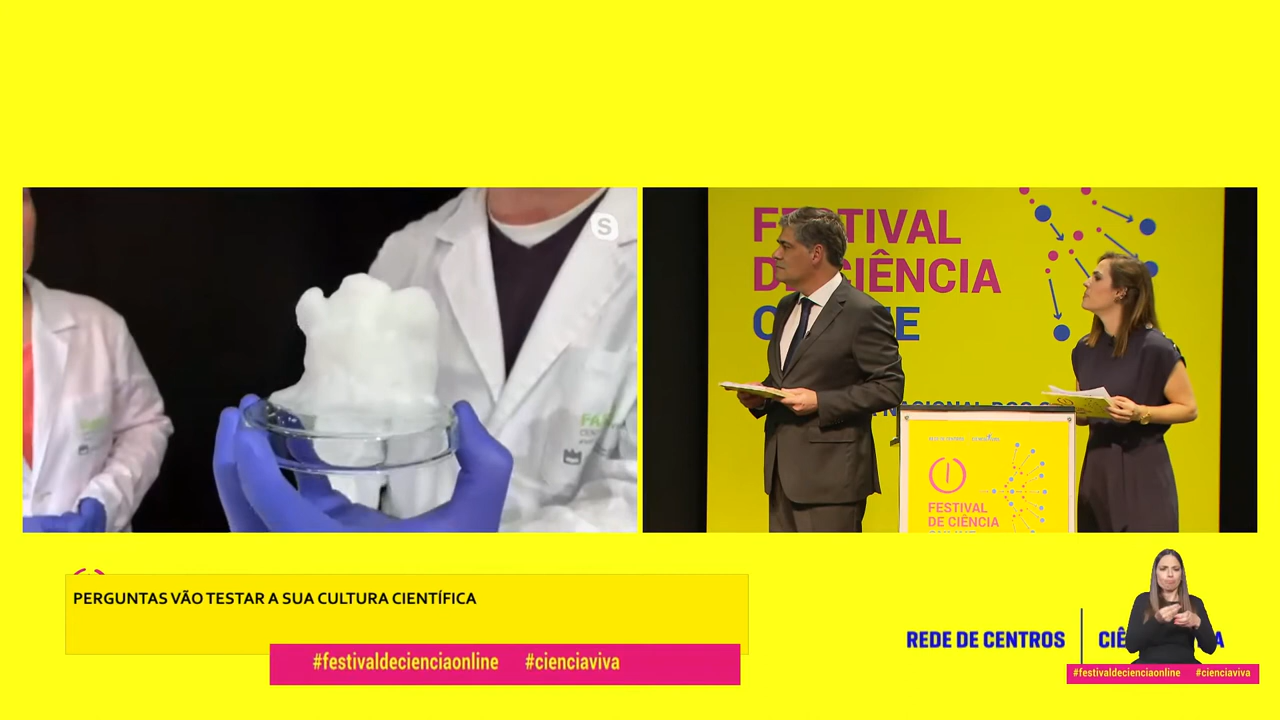 S
FESTIVAL
DE CIÊNCIA
FESTIVAL
DE CIÊNCIA
PERGUNTAS VÃO TESTAR A SUA CULTURA CIENTÍFICA
#festivaldecienciaonline #cienciaviva
REDE DE CENTROS
#festivaldecienciaonline #cienciaviva